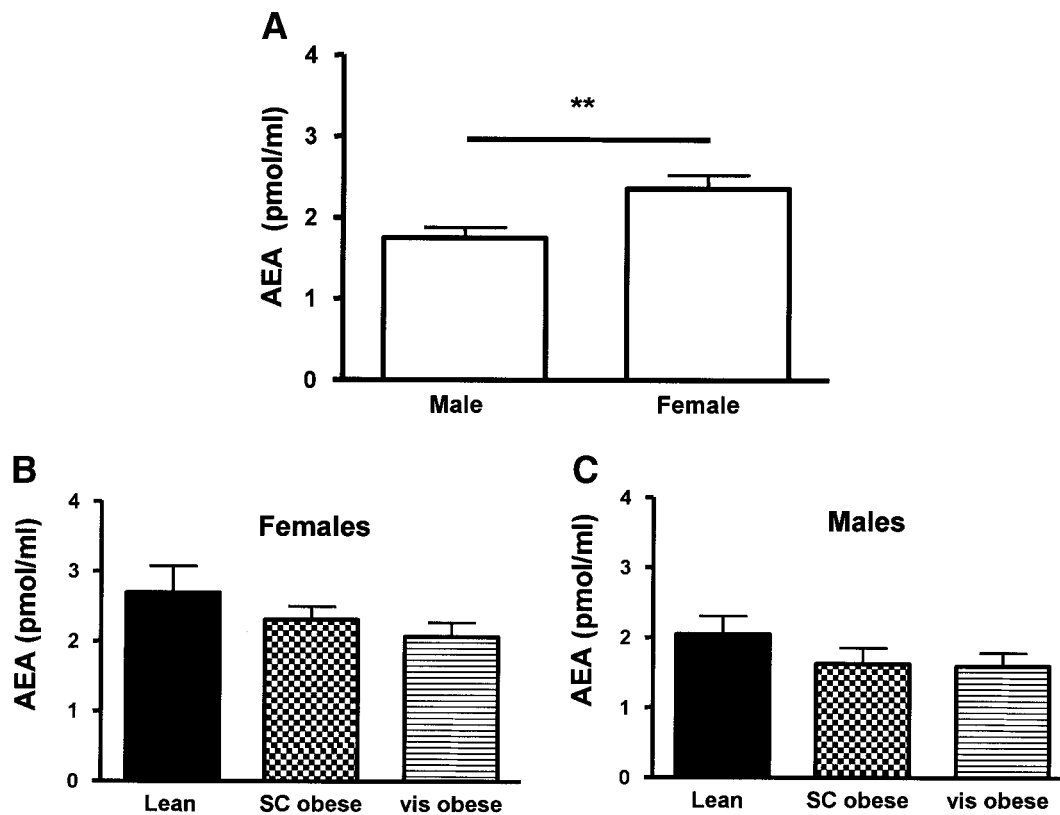 A
AEA (pmol/ml)
4
3
2
1
0
**
Male Female
B
AEA (pmol/ml)
4
3
2
1
0
Females
Lean SC obese vis obese
C
AEA (pmol/ml)
4
3
2
1
0
Males
Lean SC obese vis obese